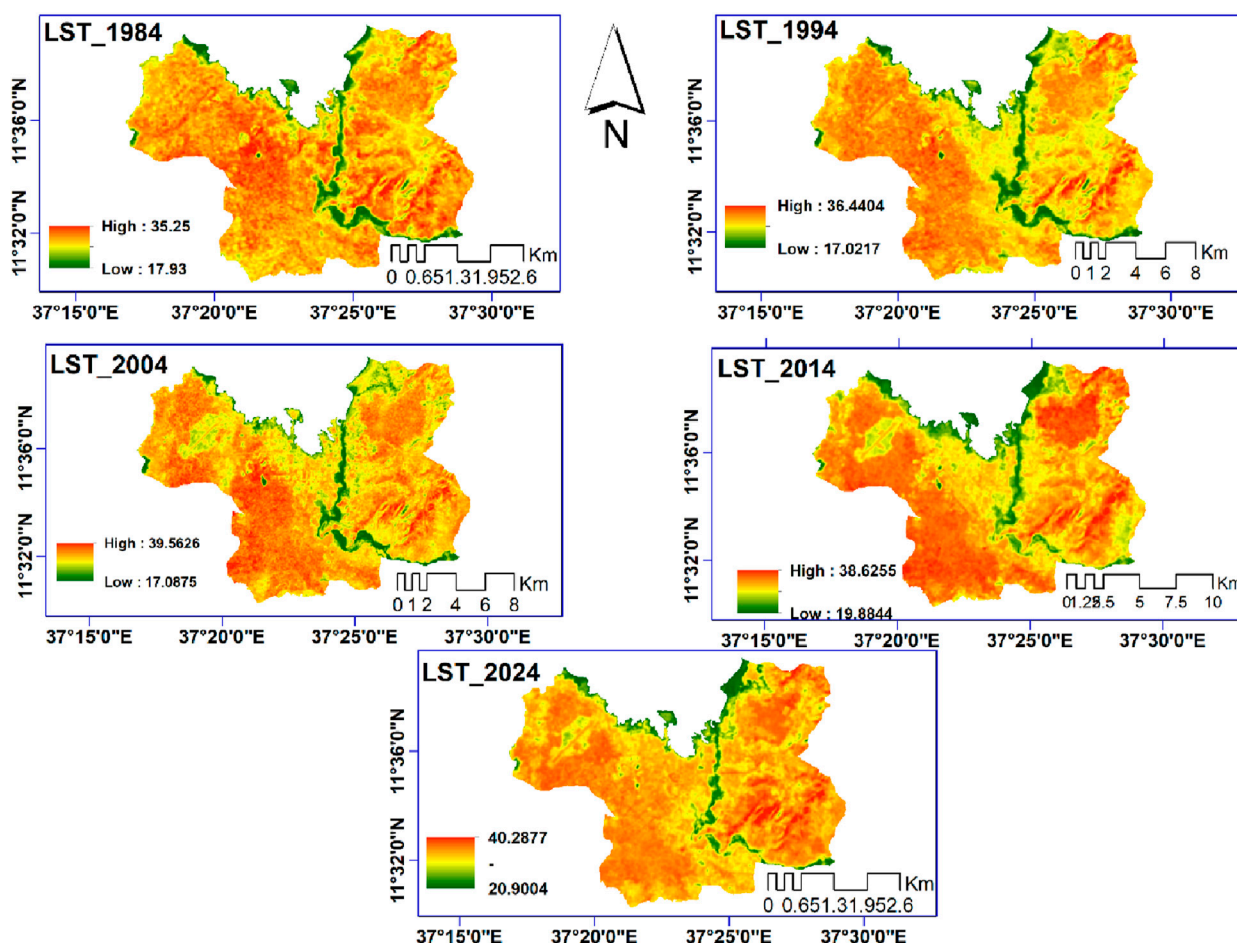 LST_1984
11°36'0"N
11°32'0"N
High : 35.25
-
Low : 17.93
Km
0 0.651.31.952.6
37°15'0"E 37°20'0"E 37°25'0"E 37°30'0"E
N
LST_1994
11°36'0"N
11°32'0"N
High : 36.4404
-
Low : 17.0217
Km
0 1 2 4 6 8
37°15'0"E 37°20'0"E 37°25'0"E 37°30'0"E
LST_2004
11°36'0"N
11°32'0"N
High : 39.5626
Low : 17.0875
Km
0 1 2 4 6 8
37°15'0"E 37°20'0"E 37°25'0"E 37°30'0"E
LST_2014
11°36'0"N
11°32'0"N
High : 38.6255
Low : 19.8844
Km
5 7.5 10
37°15'0"E 37°20'0"E 37°25'0"E 37°30'0"E
LST_2024
11°36'0"N
11°32'0"N
40.2877
-
20.9004
Km
0 0.651.31.952.6
37°15'0"E 37°20'0"E 37°25'0"E 37°30'0"E